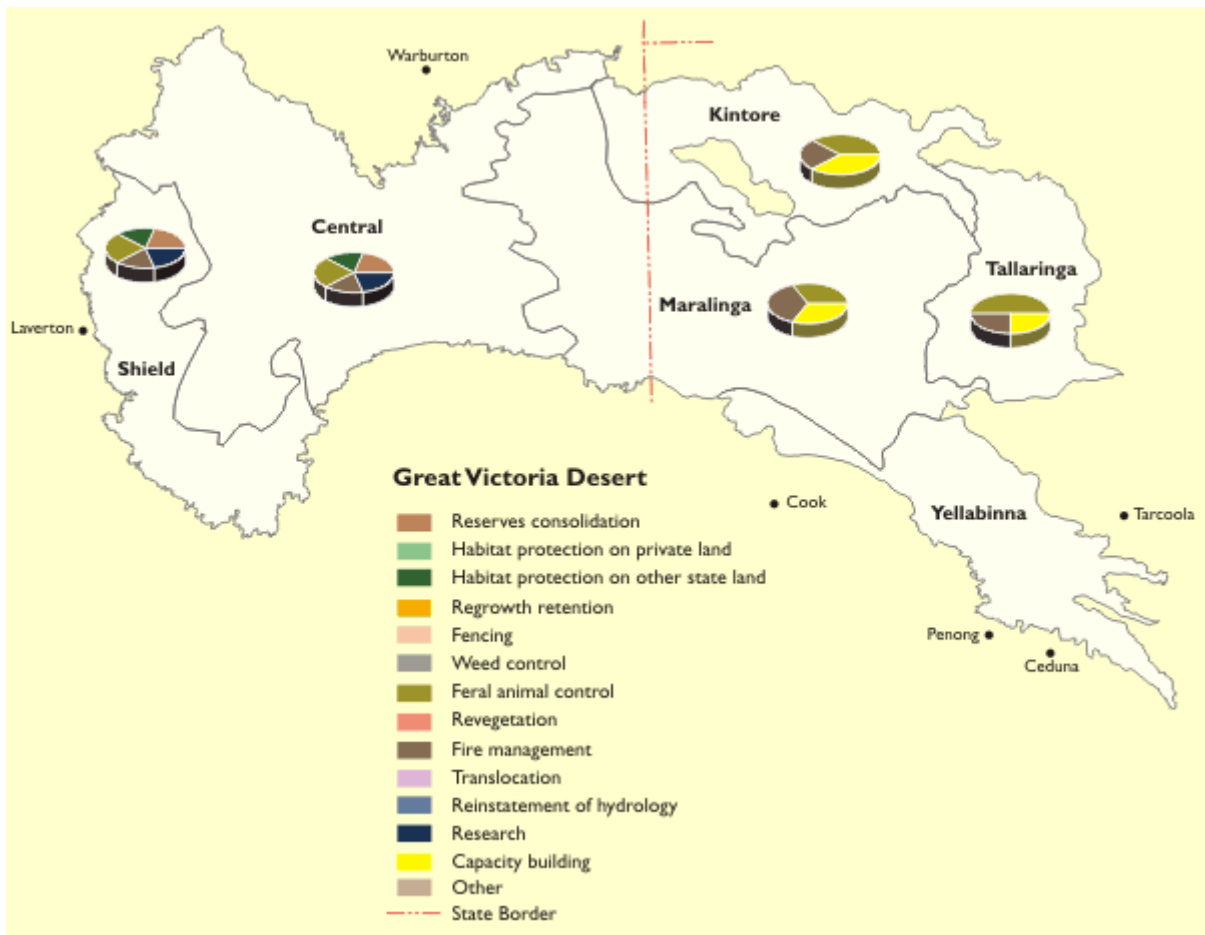 Warburton
Kintore
Central
Tallaringa
Maralinga
Laverton
Shield
Great Victoria Desert
Reserves consolidation
Habitat protection on private land
Habitat protection on other state land
Regrowth retention
Fencing
Weed control
Feral animal control
Revegetation
Fire management
Translocation
Reinstatement of hydrology
Research
Capacity building
Other
State Border
Cook
Yellabinna
Tarcoola
Penong
Ceduna